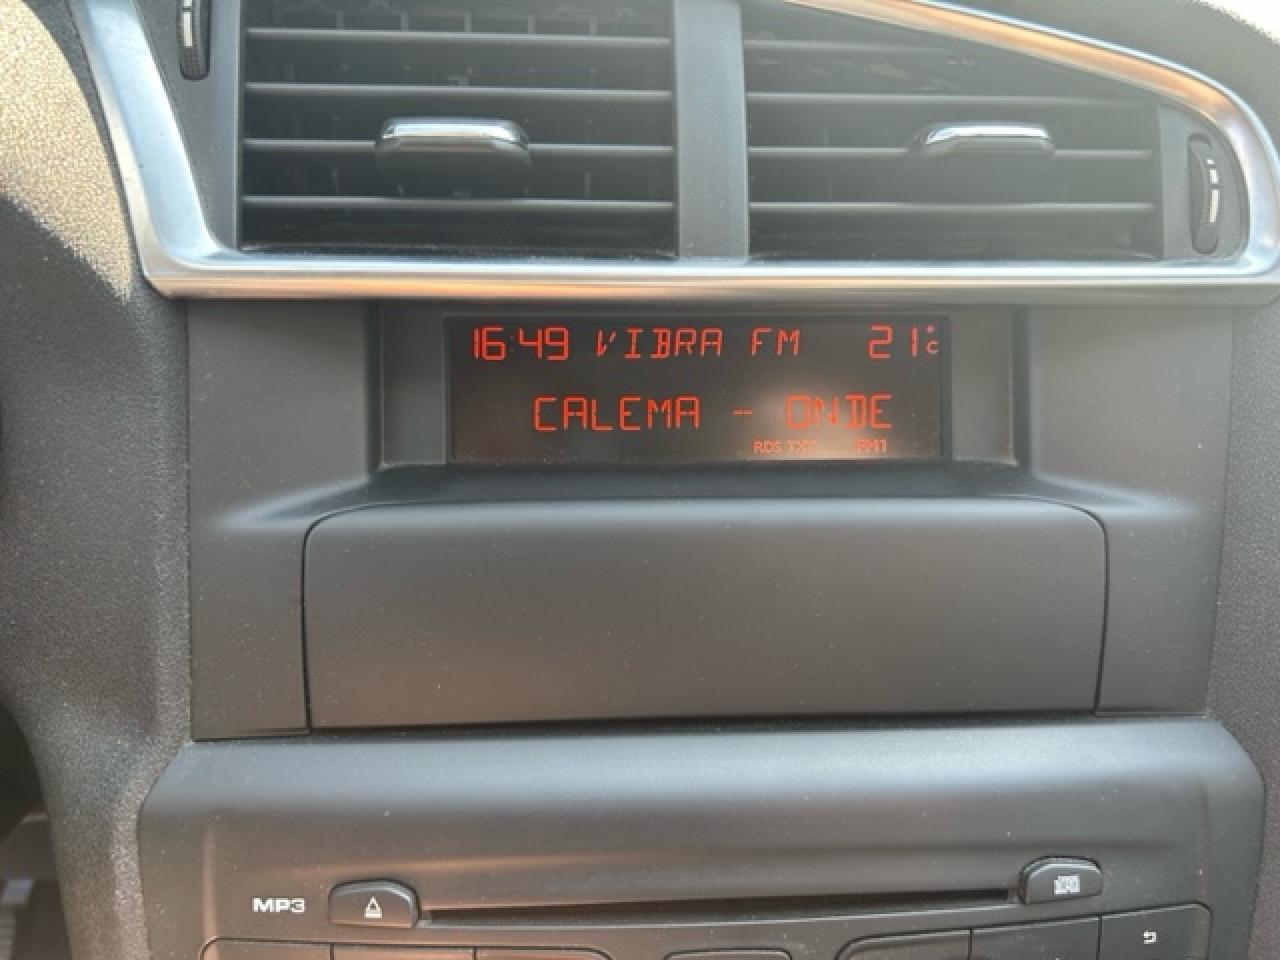 16:49 VIBRA FM 21°C
CALEMA - ONDE
RDS TXT FM1
MP3